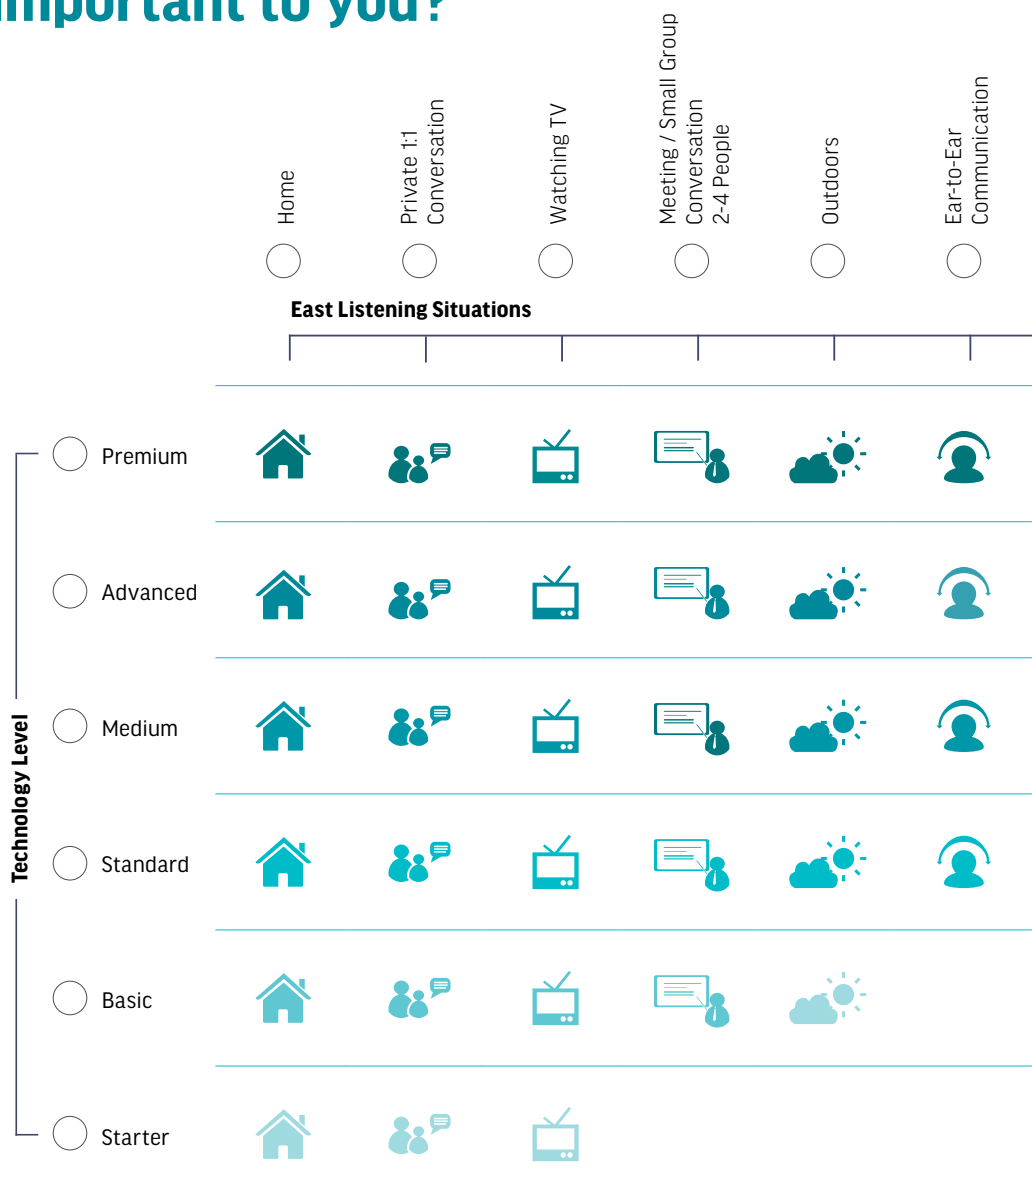 important to you?
Home
Private 1:1
Conversation
Watching TV
Meeting / Small Group
Conversation
2-4 People
Outdoors
Ear-to-Ear
Communication
East Listening Situations
Technology Level
Premium
Advanced
Medium
Standard
Basic
Starter